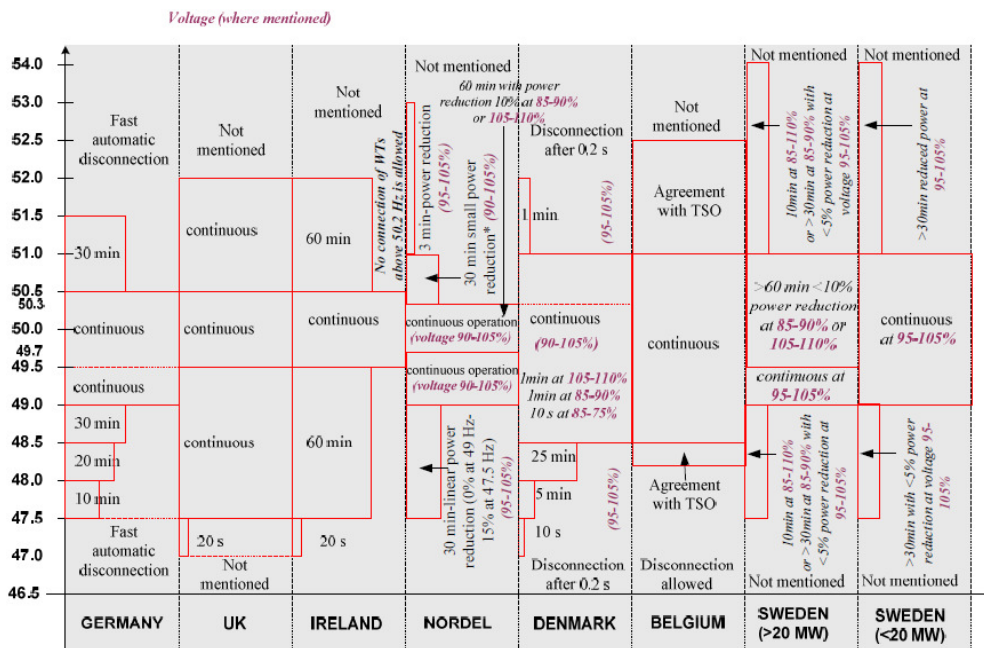 Voltage (where mentioned)
54.0
53.0
53.0
52.5
52.0
51.5
51.0
50.5
50.3
50.0
49.7
49.5
49.0
48.5
48.0
47.5
47.0
46.5
Fast
automatic
disconnection
30 min
continuous
continuous
30 min
20 min
10 min
Fast
automatic
disconnection
GERMANY
Not
mentioned
continuous
continuous
continuous
20 s
Not
mentioned
UK
Not
mentioned
60 min
No connection of WTs
above 50.2 Hz is allowed
continuous
60 min
20 s
Not
mentioned
IRELAND
Not mentioned
60 min with power
reduction 10% at 85-90%
or 105-110%
3 min-power reduction
(95-105%)
30 min small power
reduction* (90-105%)
continuous operation
(voltage 90-105%)
continuous operation
(voltage 90-105%)
30 min-linear power
reduction (0% at 49 Hz-
15% at 47.5 Hz)
(95-105%)
NORDEL
Disconnection
after 0.2 s
1 min
(95-105%)
continuous
(90-105%)
1min at 105-110%
1min at 85-90%
10 s at 85-75%
25 min
5 min
10 s
(95-105%)
Disconnection
after 0.2 s
DENMARK
Not
mentioned
Agreement
with TSO
continuous
Agreement
with TSO
Disconnection
allowed
BELGIUM
Not mentioned
10min at 85-110%
or >30min at 85-90% with
<5% power reduction at
voltage 95-105%
>60 min <10%
power reduction
at 85-90% or
105-110%
continuous at
95-105%
10min at 85-110%
or >30min at 85-90% with
<5% power reduction at
95-105%
Not mentioned
SWEDEN
(>20 MW)
Not mentioned
>30min reduced power at
95-105%
continuous
at 95-105%
>30min with <5% power
reduction at voltage 95-
105%
Not mentioned
SWEDEN
(<20 MW)